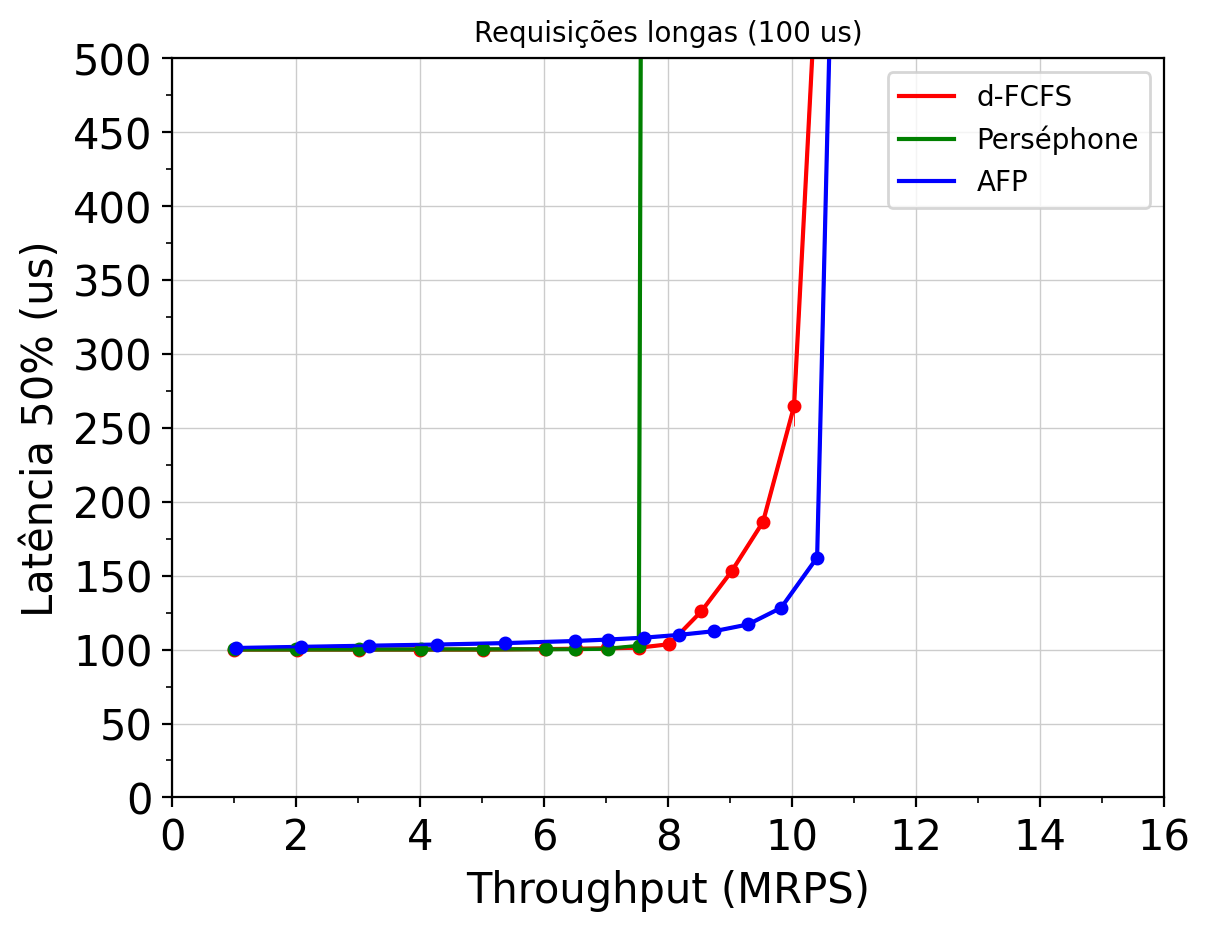 Requisições longas (100 us)
500
450
400
350
300
250
200
150
100
50
0
Latência 50% (us)
d-FCFS
Perséphone
AFP
0 2 4 6 8 10 12 14 16
Throughput (MRPS)